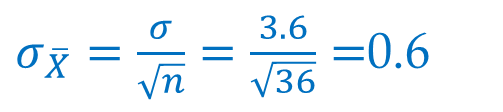 σ_X̄ = σ/√n = 3.6/√36 =0.6